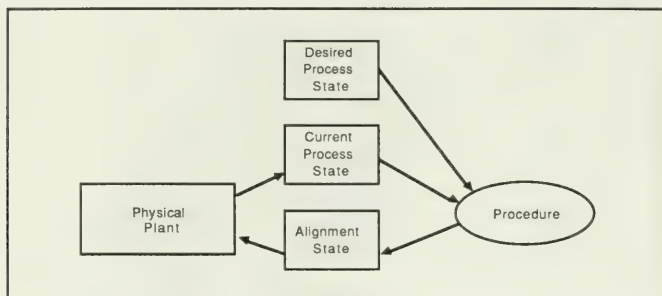 Desired
Process
State
Current
Process
State
Physical
Plant
Alignment
State
Procedure